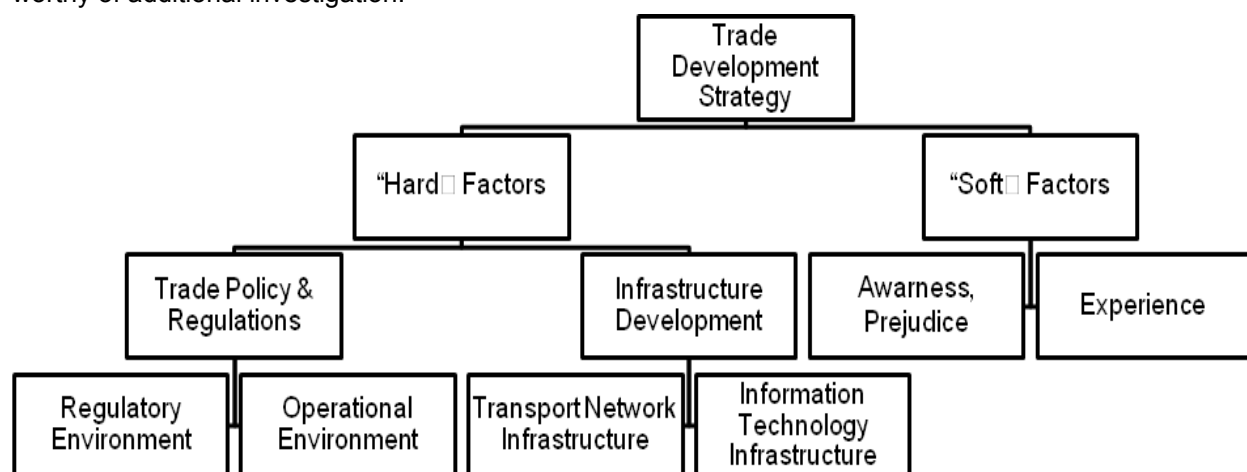 worthy of additional investigation.
Trade
Development
Strategy
“Hard□ Factors
“Soft□ Factors
Trade Policy &
Regulations
Infrastructure
Development
Awarness,
Prejudice
Experience
Regulatory
Environment
Operational
Environment
Transport Network
Infrastructure
Information
Technology
Infrastructure